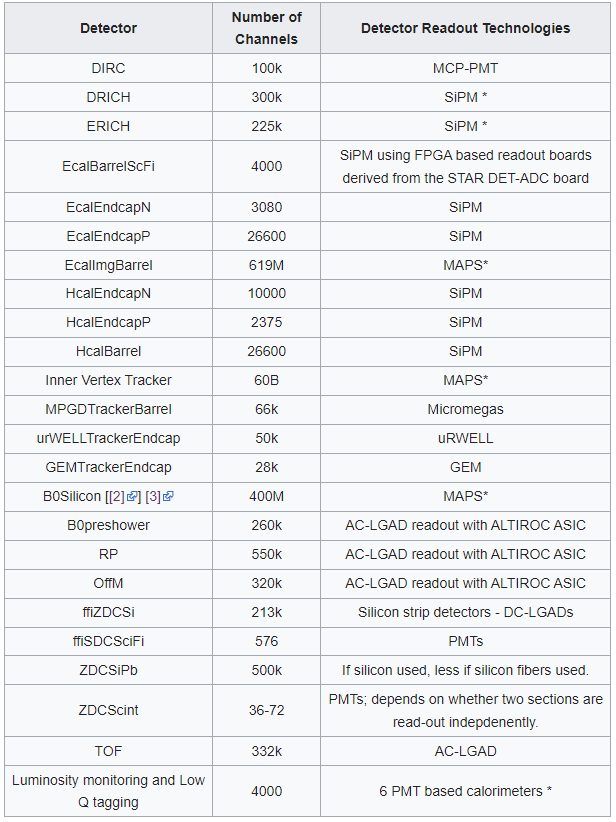 Detector Number of Channels Detector Readout Technologies
DIRC 100k MCP-PMT
DRICH 300k SiPM *
ERICH 225k SiPM *
EcalBarrelScFi 4000 SiPM using FPGA based readout boards
derived from the STAR DET-ADC board
EcalEndcapN 3080 SiPM
EcalEndcapP 26600 SiPM
EcalImgBarrel 619M MAPS*
HcalEndcapN 10000 SiPM
HcalEndcapP 2375 SiPM
HcalBarrel 26600 SiPM
Inner Vertex Tracker 60B MAPS*
MPGDTrackerBarrel 66k Micromegas
urWELLTrackerEndcap 50k uRWELL
GEMTrackerEndcap 28k GEM
B0Silicon [[2]] [3] 400M MAPS*
B0preshower 260k AC-LGAD readout with ALTIROC ASIC
RP 550k AC-LGAD readout with ALTIROC ASIC
OffM 320k AC-LGAD readout with ALTIROC ASIC
ffiZDCSi 213k Silicon strip detectors - DC-LGADs
ffiSDCSciFi 576 PMTs
ZDCSiPb 500k If silicon used, less if silicon fibers used.
ZDCScint 36-72 PMTs; depends on whether two sections are
read-out indepdenently.
TOF 332k AC-LGAD
Luminosity monitoring and Low
Q tagging 4000 6 PMT based calorimeters *